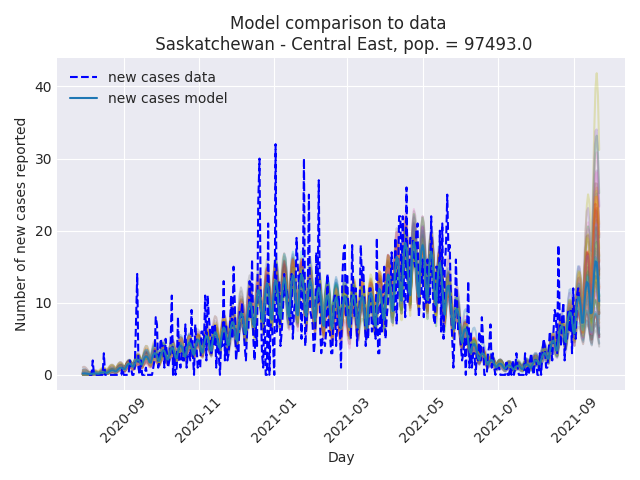 Model comparison to data
Saskatchewan - Central East, pop. = 97493.0
new cases data
new cases model
Number of new cases reported
40
30
20
10
0
2020-09
2020-11
2021-01
2021-03
2021-05
2021-07
2021-09
Day